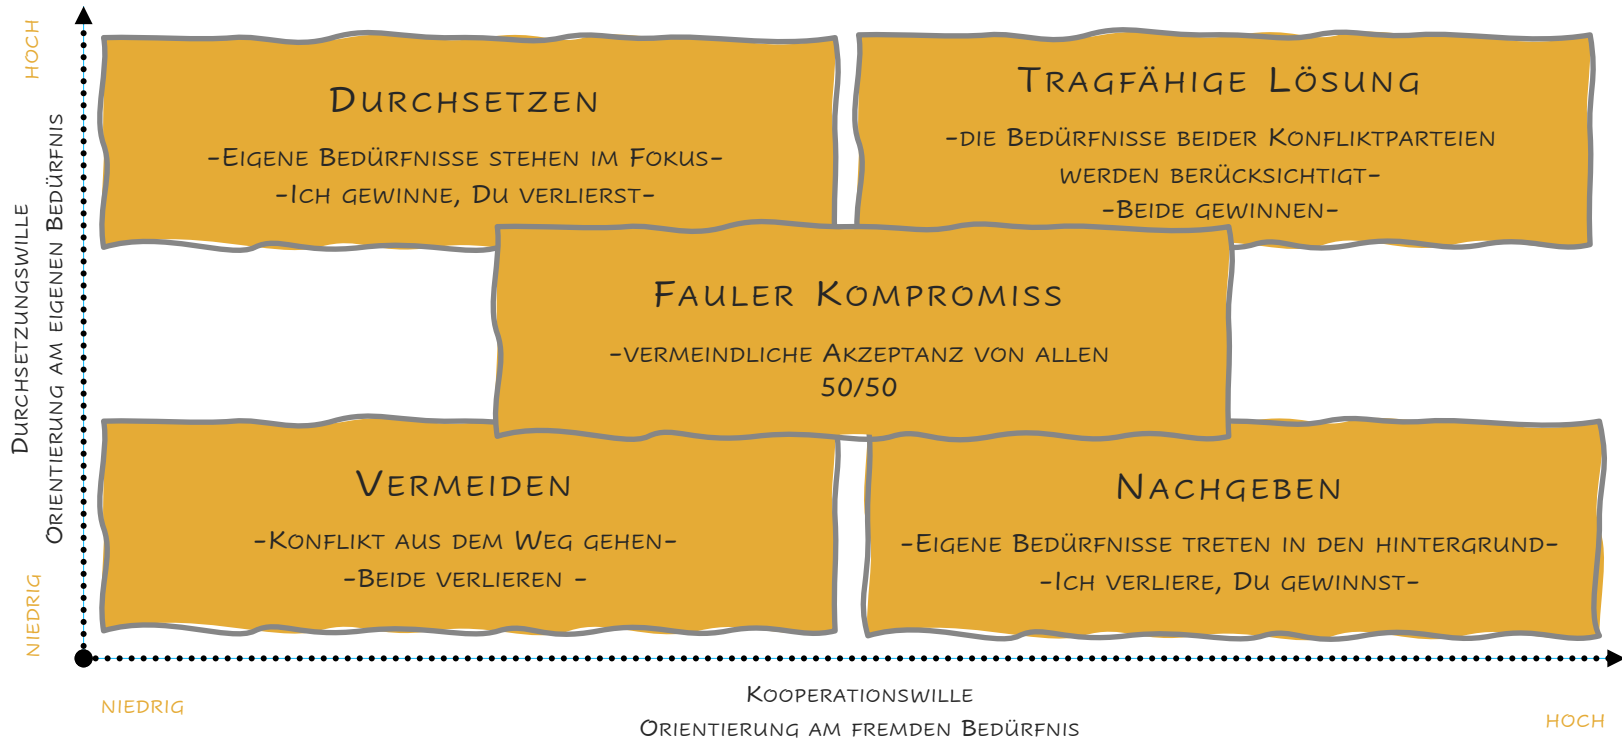 HOCH
DURCHSETZUNGSWILLE
ORIENTIERUNG AM EIGENEN BEDÜRFNIS
NIEDRIG
DURCHSETZEN
-EIGENE BEDÜRFNISSE STEHEN IM FOKUS-
-ICH GEWINNE, DU VERLIERST-
TRAGFÄHIGE LÖSUNG
-DIE BEDÜRFNISSE BEIDER KONFLIKTPARTEIEN
WERDEN BERÜCKSICHTIGT-
-BEIDE GEWINNEN-
FAULER KOMPROMISS
-VERMEINDLICHE AKZEPTANZ VON ALLEN
50/50
VERMEIDEN
-KONFLIKT AUS DEM WEG GEHEN-
-BEIDE VERLIEREN -
NACHGEBEN
-EIGENE BEDÜRFNISSE TRETEN IN DEN HINTERGRUND-
-ICH VERLIERE, DU GEWINNST-
NIEDRIG
KOOPERATIONSWILLE
ORIENTIERUNG AM FREMDEN BEDÜRFNIS
HOCH